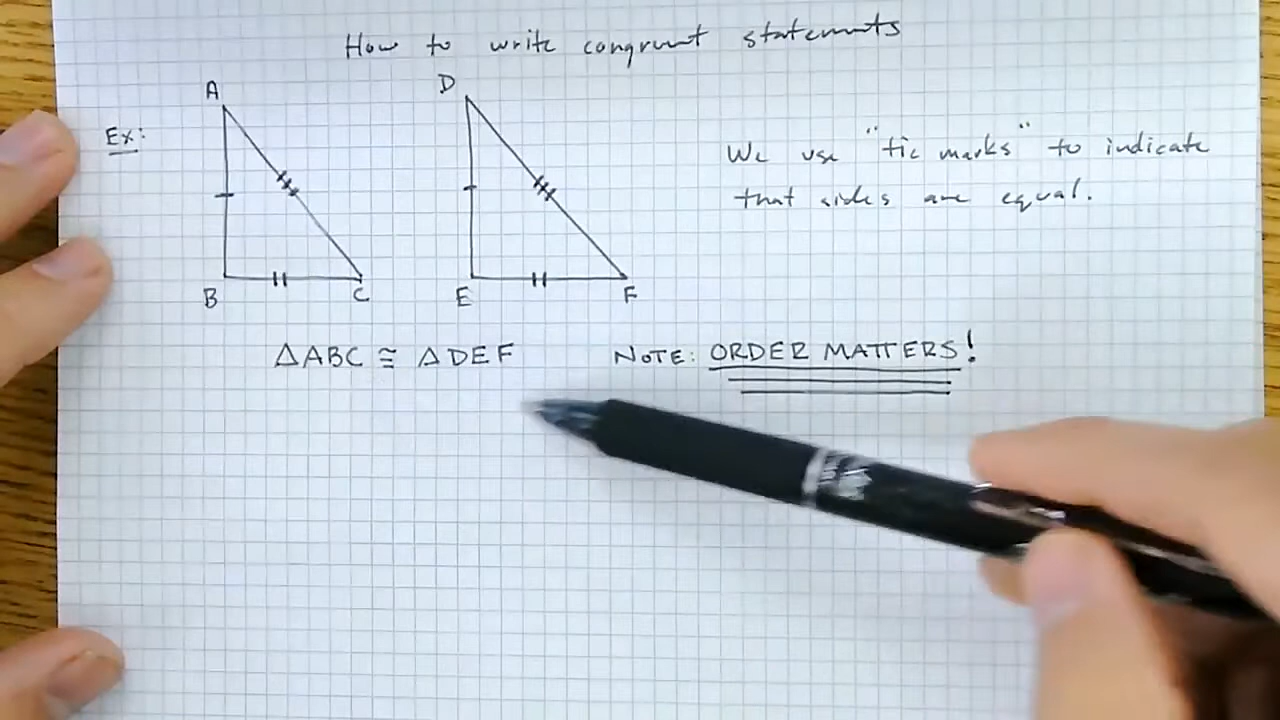 How to write congruent statements
A
D
Ex:
We use "tic marks" to indicate
that sides are equal.
B
C
E
F
△ABC ≅ △DEF
NOTE: ORDER MATTERS!